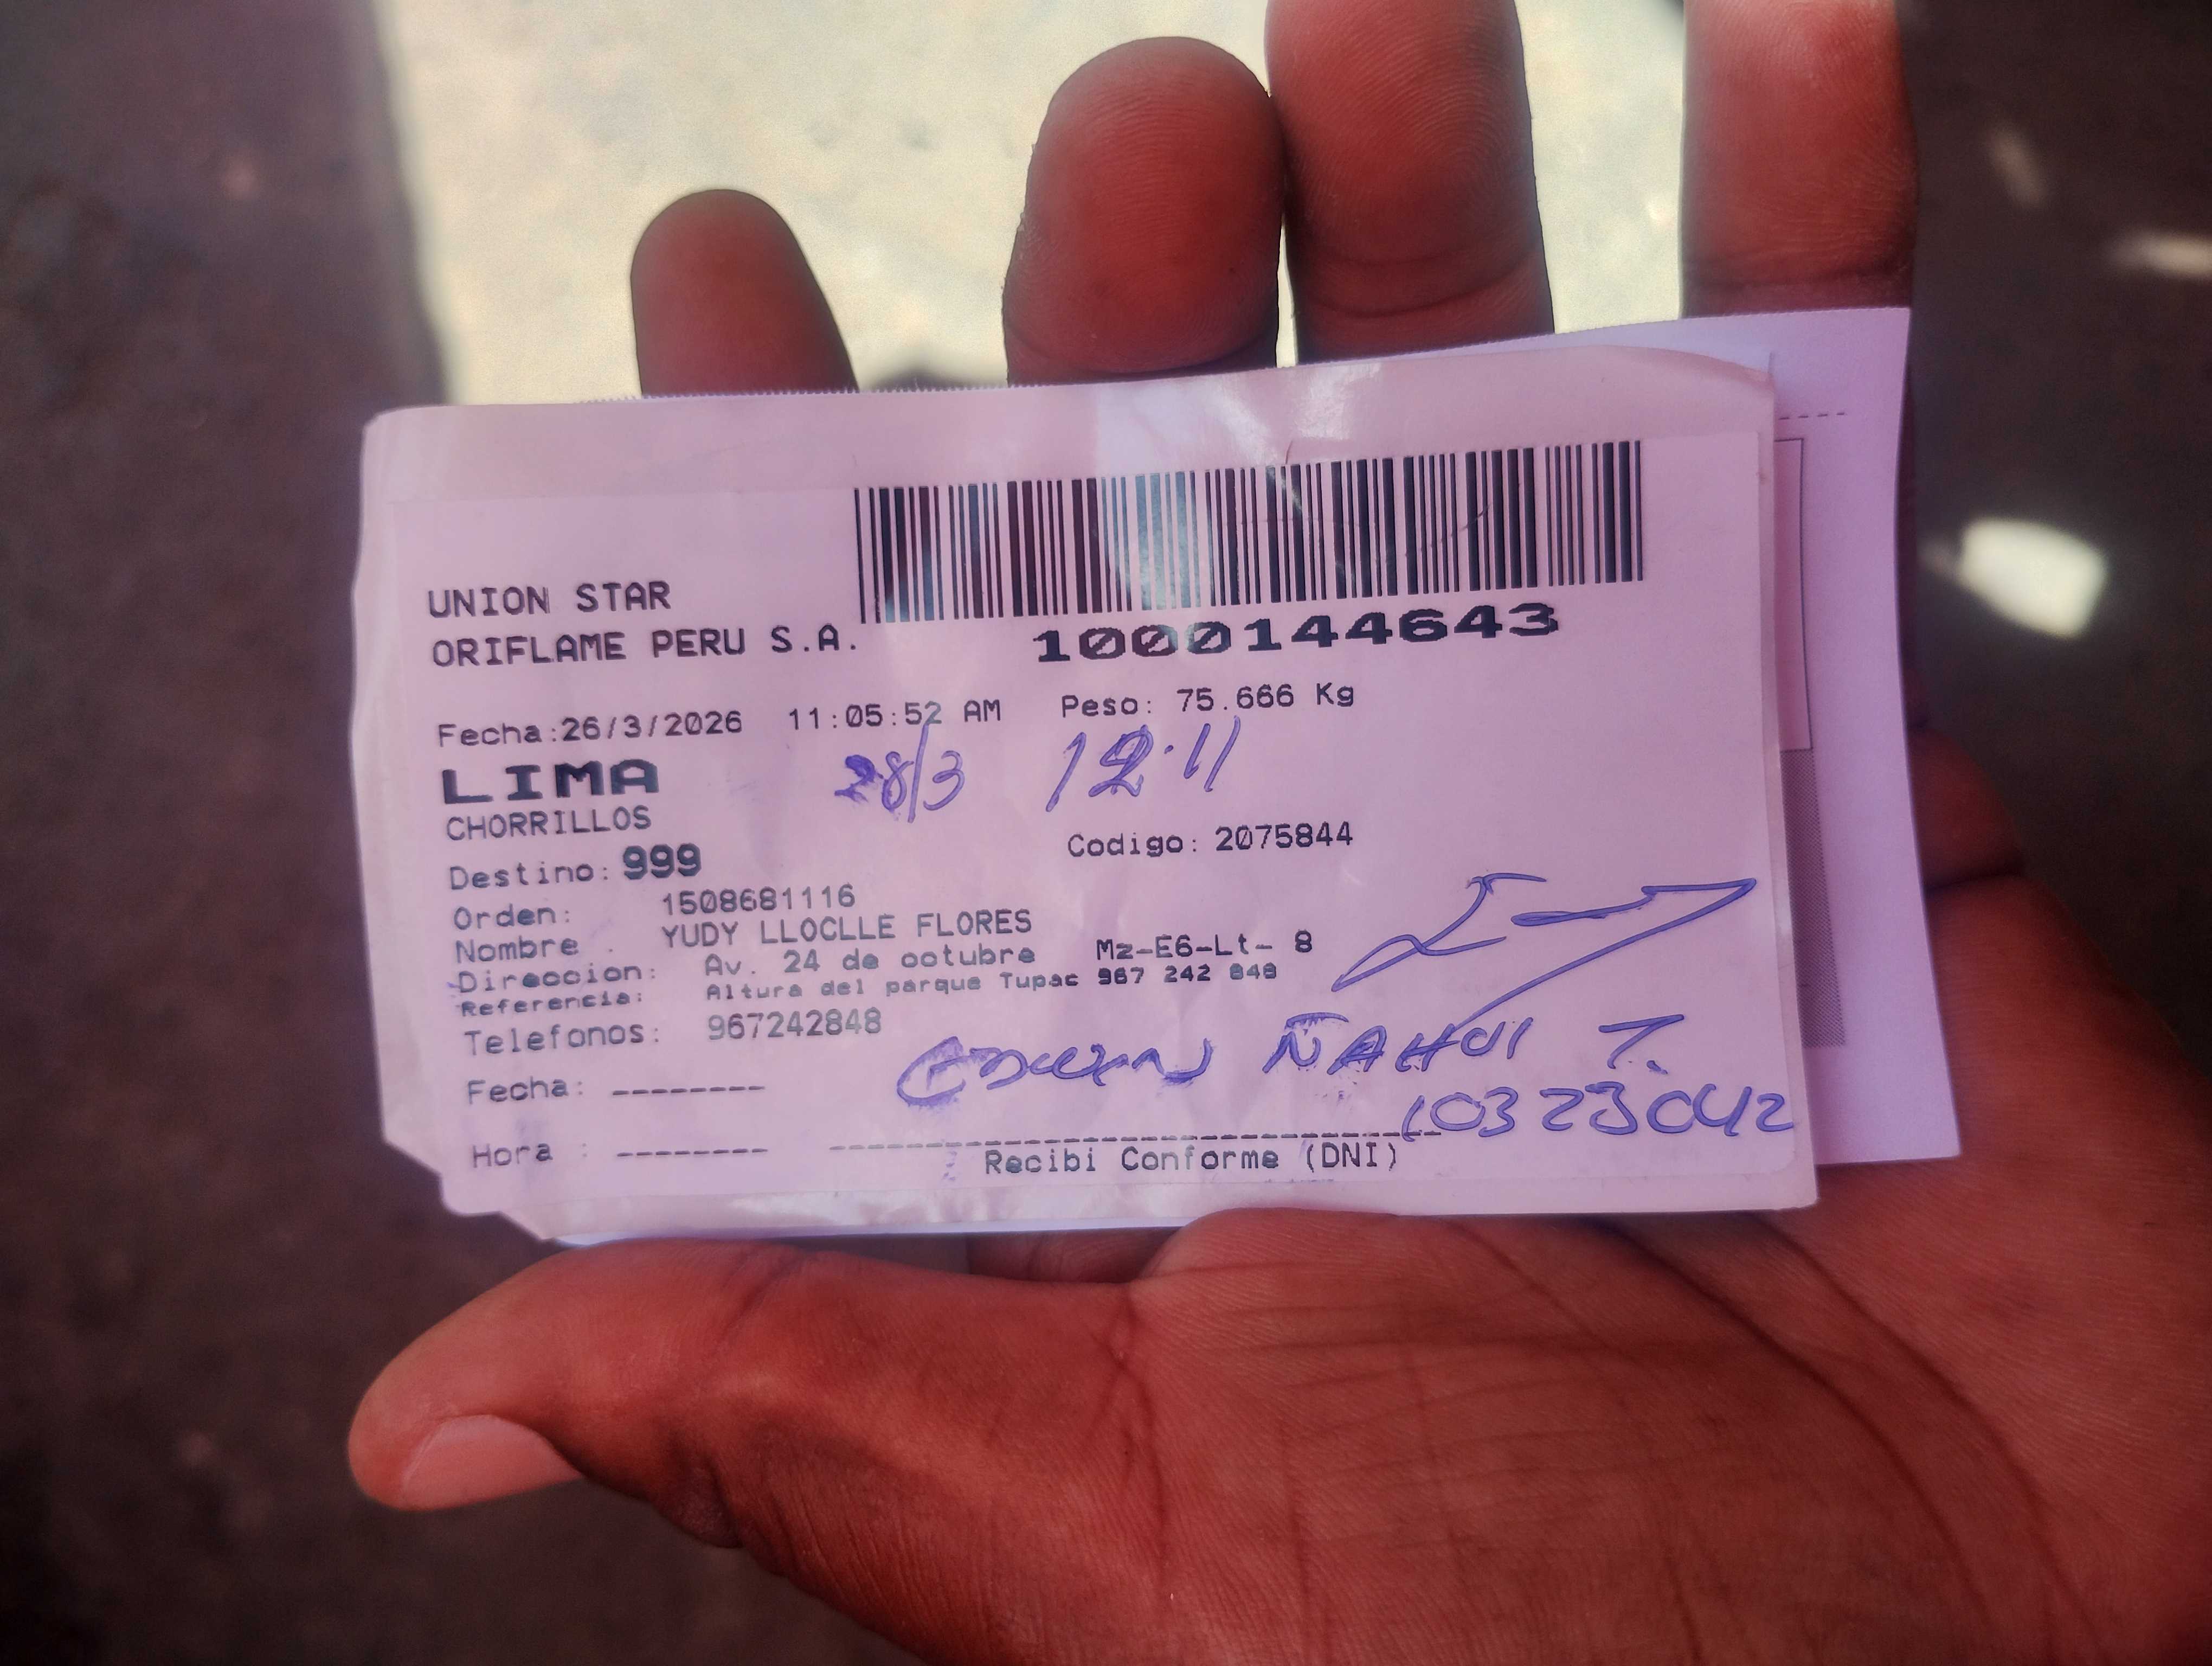 UNION STAR
ORIFLAME PERU S.A.
1000144643
Fecha:26/3/2026 11:05:52 AM Peso: 75.666 Kg
28/3 12:11
LIMA
CHORRILLOS
Codigo: 2075844
Destino: 999
Orden: 1508681116
Nombre . YUDY LLOCLLE FLORES
Direccion: Av. 24 de octubre Mz-E6-Lt- 8
Referencia: Altura del parque Tupac 967 242 848
Telefonos: 967242848
EDWIN ÑAHUI T.
Fecha: --------
10323042
Hora : --------
Recibi Conforme (DNI)